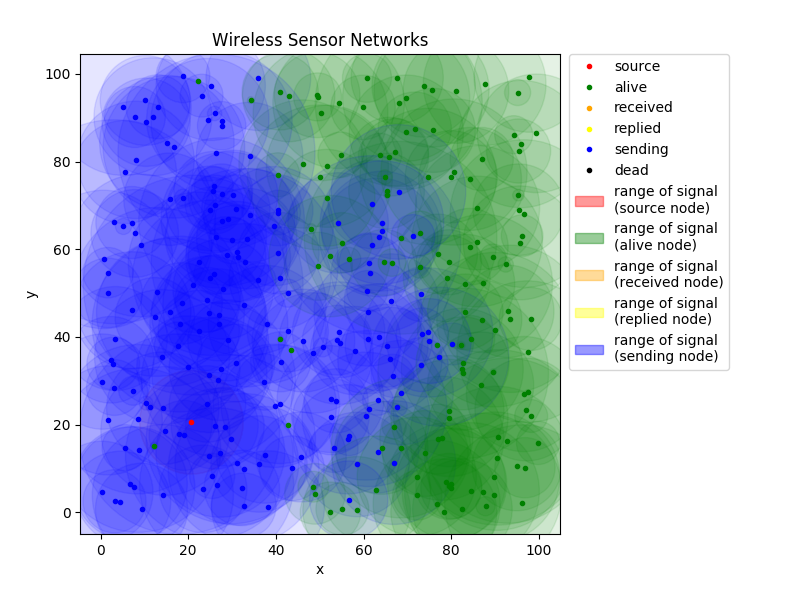 Wireless Sensor Networks
y
100
80
60
40
20
0
0 20 40 60 80 100
x
source
alive
received
replied
sending
dead
range of signal
(source node)
range of signal
(alive node)
range of signal
(received node)
range of signal
(replied node)
range of signal
(sending node)